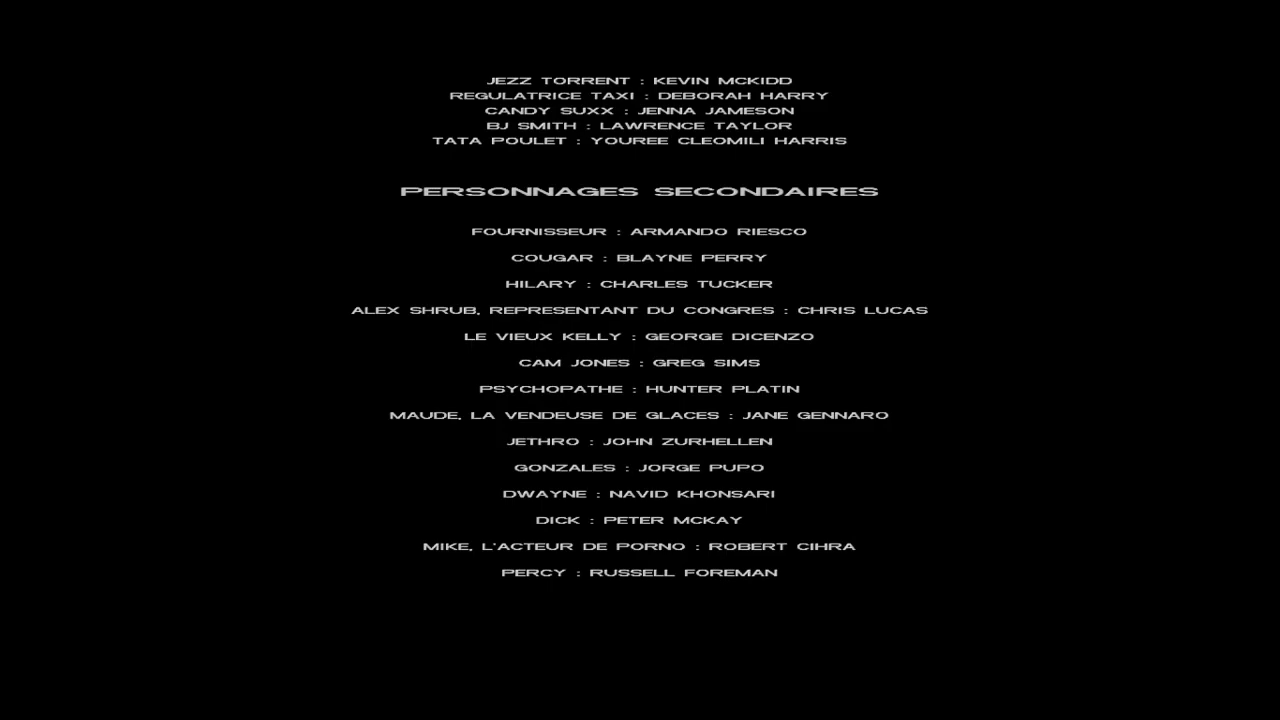 JEZZ TORRENT : KEVIN MCKIDD
REGULATRICE TAXI : DEBORAH HARRY
CANDY SUXX : JENNA JAMESON
BJ SMITH : LAWRENCE TAYLOR
TATA POULET : YOUREE CLEOMILI HARRIS
PERSONNAGES SECONDAIRES
FOURNISSEUR : ARMANDO RIESCO
COUGAR : BLAYNE PERRY
HILARY : CHARLES TUCKER
ALEX SHRUB, REPRESENTANT DU CONGRES : CHRIS LUCAS
LE VIEUX KELLY : GEORGE DICENZO
CAM JONES : GREG SIMS
PSYCHOPATHE : HUNTER PLATIN
MAUDE, LA VENDEUSE DE GLACES : JANE GENNARO
JETHRO : JOHN ZURHELLEN
GONZALES : JORGE PUPO
DWAYNE : NAVID KHONSARI
DICK : PETER MCKAY
MIKE, L'ACTEUR DE PORNO : ROBERT CIHRA
PERCY : RUSSELL FOREMAN